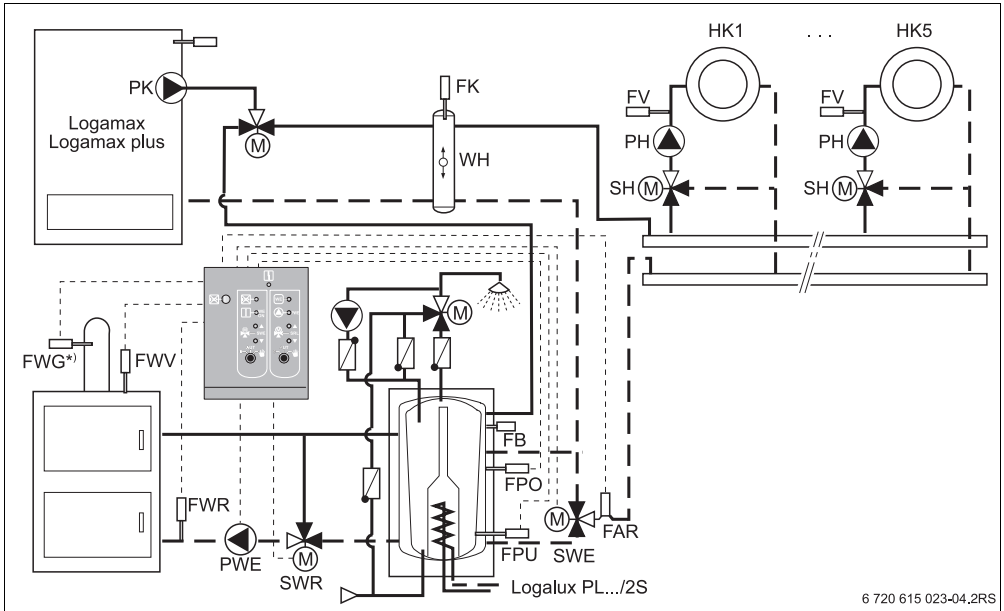 HK1
. . .
HK5
PK
FK
FV
FV
Logamax
Logamax plus
M
WH
PH
PH
SH
M
SH
M
M
FWG*)
FWV
FB
FPO
FWR
M
FAR
FPU
SWE
PWE
M
SWR
Logalux PL.../2S
6 720 615 023-04.2RS